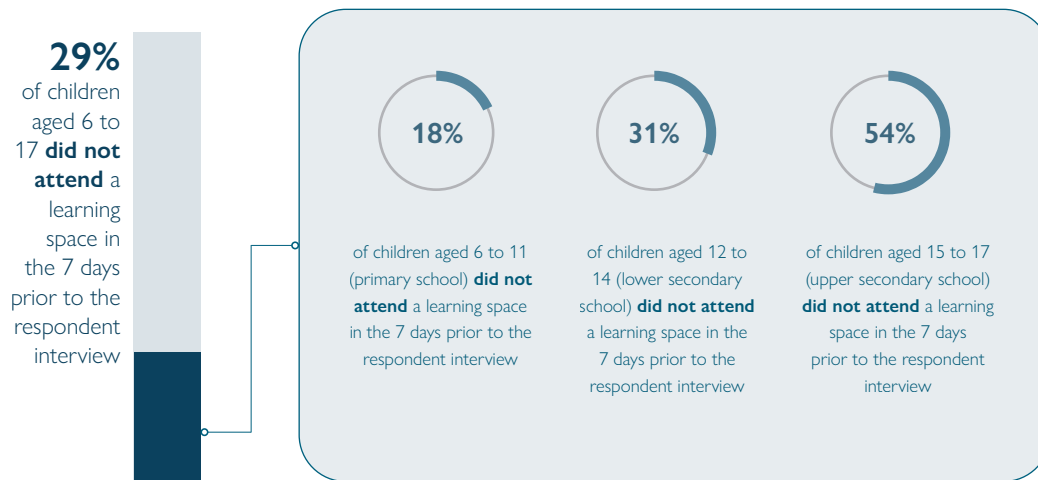 29%
of children
aged 6 to
17 did not
attend a
learning
space in
the 7 days
prior to the
respondent
interview
18%
of children aged 6 to 11
(primary school) did not
attend a learning space
in the 7 days prior to the
respondent interview
31%
of children aged 12 to
14 (lower secondary
school) did not attend
a learning space in the
7 days prior to the
respondent interview
54%
of children aged 15 to 17
(upper secondary school)
did not attend a learning
space in the 7 days
prior to the respondent
interview